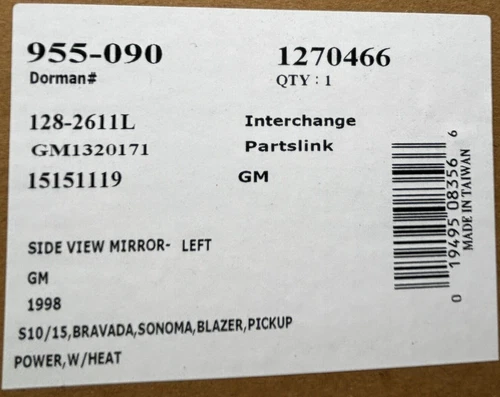 955-090 1270466
Dorman# QTY : 1
128-2611L Interchange
GM1320171 Partslink
15151119 GM
SIDE VIEW MIRROR- LEFT
GM
1998
S10/15,BRAVADA,SONOMA,BLAZER,PICKUP
POWER,W/HEAT
0 19495 08356 6
MADE IN TAIWAN